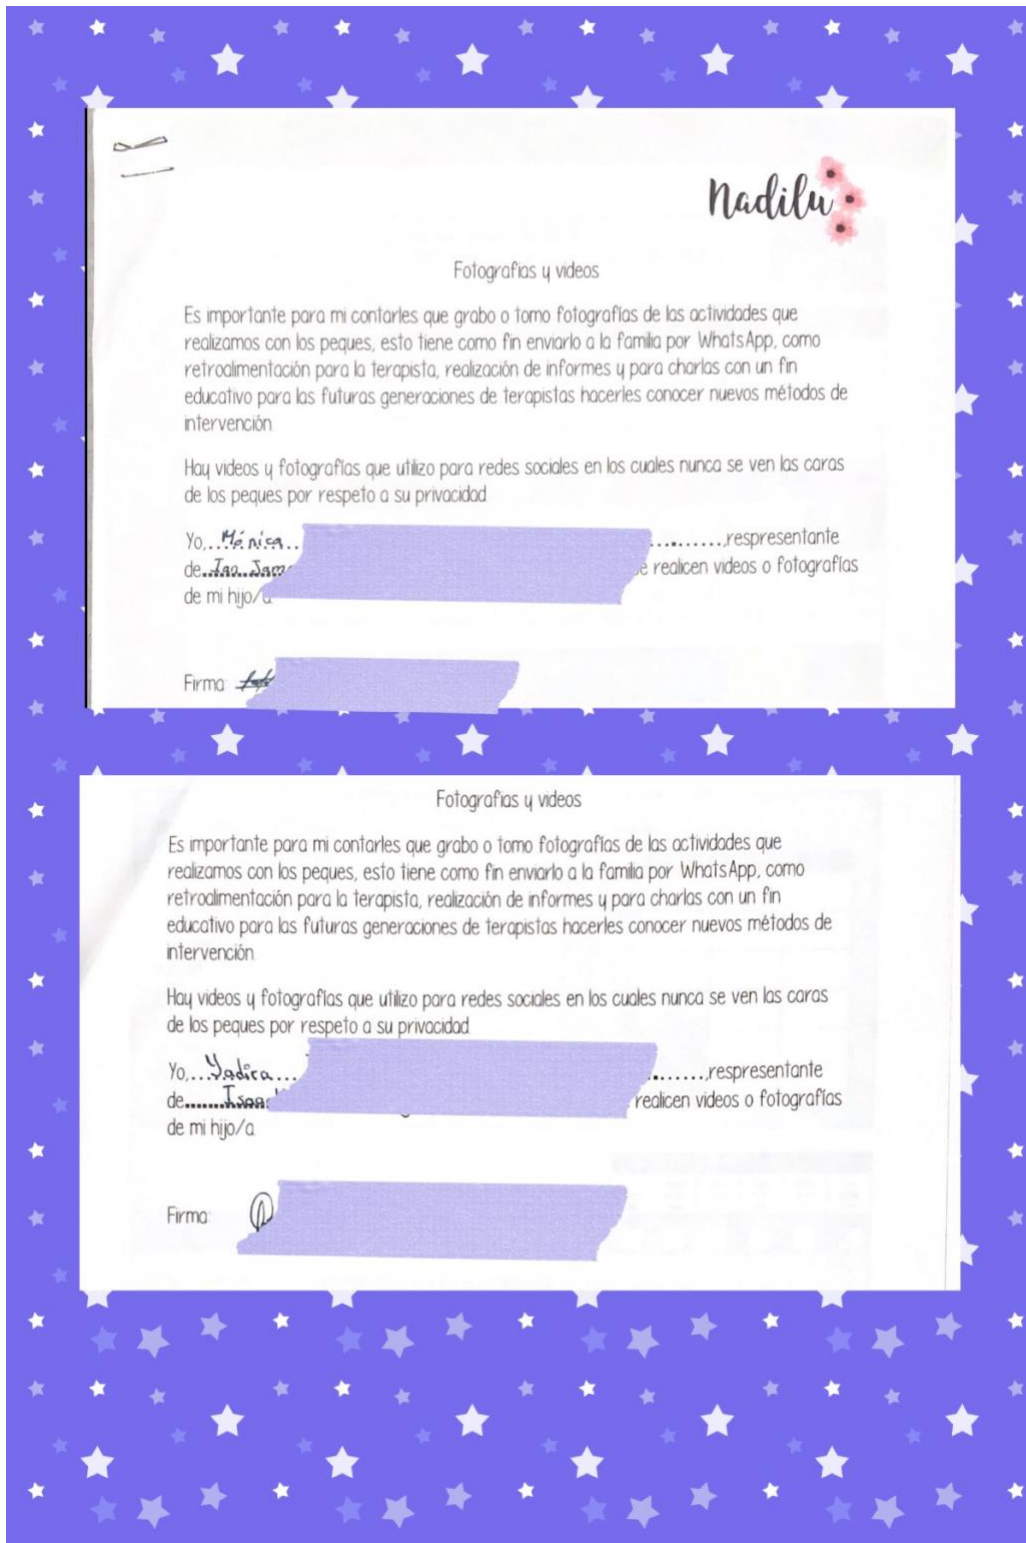 Nadilu
Fotografías y videos
Es importante para mi contarles que grabo o tomo fotografías de las actividades que
realizamos con los peques, esto tiene como fin enviarlo a la familia por WhatsApp, como
retroalimentación para la terapista, realización de informes y para charlas con un fin
educativo para las futuras generaciones de terapistas hacerles conocer nuevos métodos de
intervención
Hay videos y fotografías que utilizo para redes sociales en los cuales nunca se ven las caras
de los peques por respeto a su privacidad
Yo,...Mónica.. ........,respresentante
de... realicen videos o fotografías
de mi hijo/a
Firma:
Fotografías y videos
Es importante para mi contarles que grabo o tomo fotografías de las actividades que
realizamos con los peques, esto tiene como fin enviarlo a la familia por WhatsApp, como
retroalimentación para la terapista, realización de informes y para charlas con un fin
educativo para las futuras generaciones de terapistas hacerles conocer nuevos métodos de
intervención
Hay videos y fotografías que utilizo para redes sociales en los cuales nunca se ven las caras
de los peques por respeto a su privacidad
Yo,...Yadira... ........,respresentante
de....... realicen videos o fotografías
de mi hijo/a
Firma: